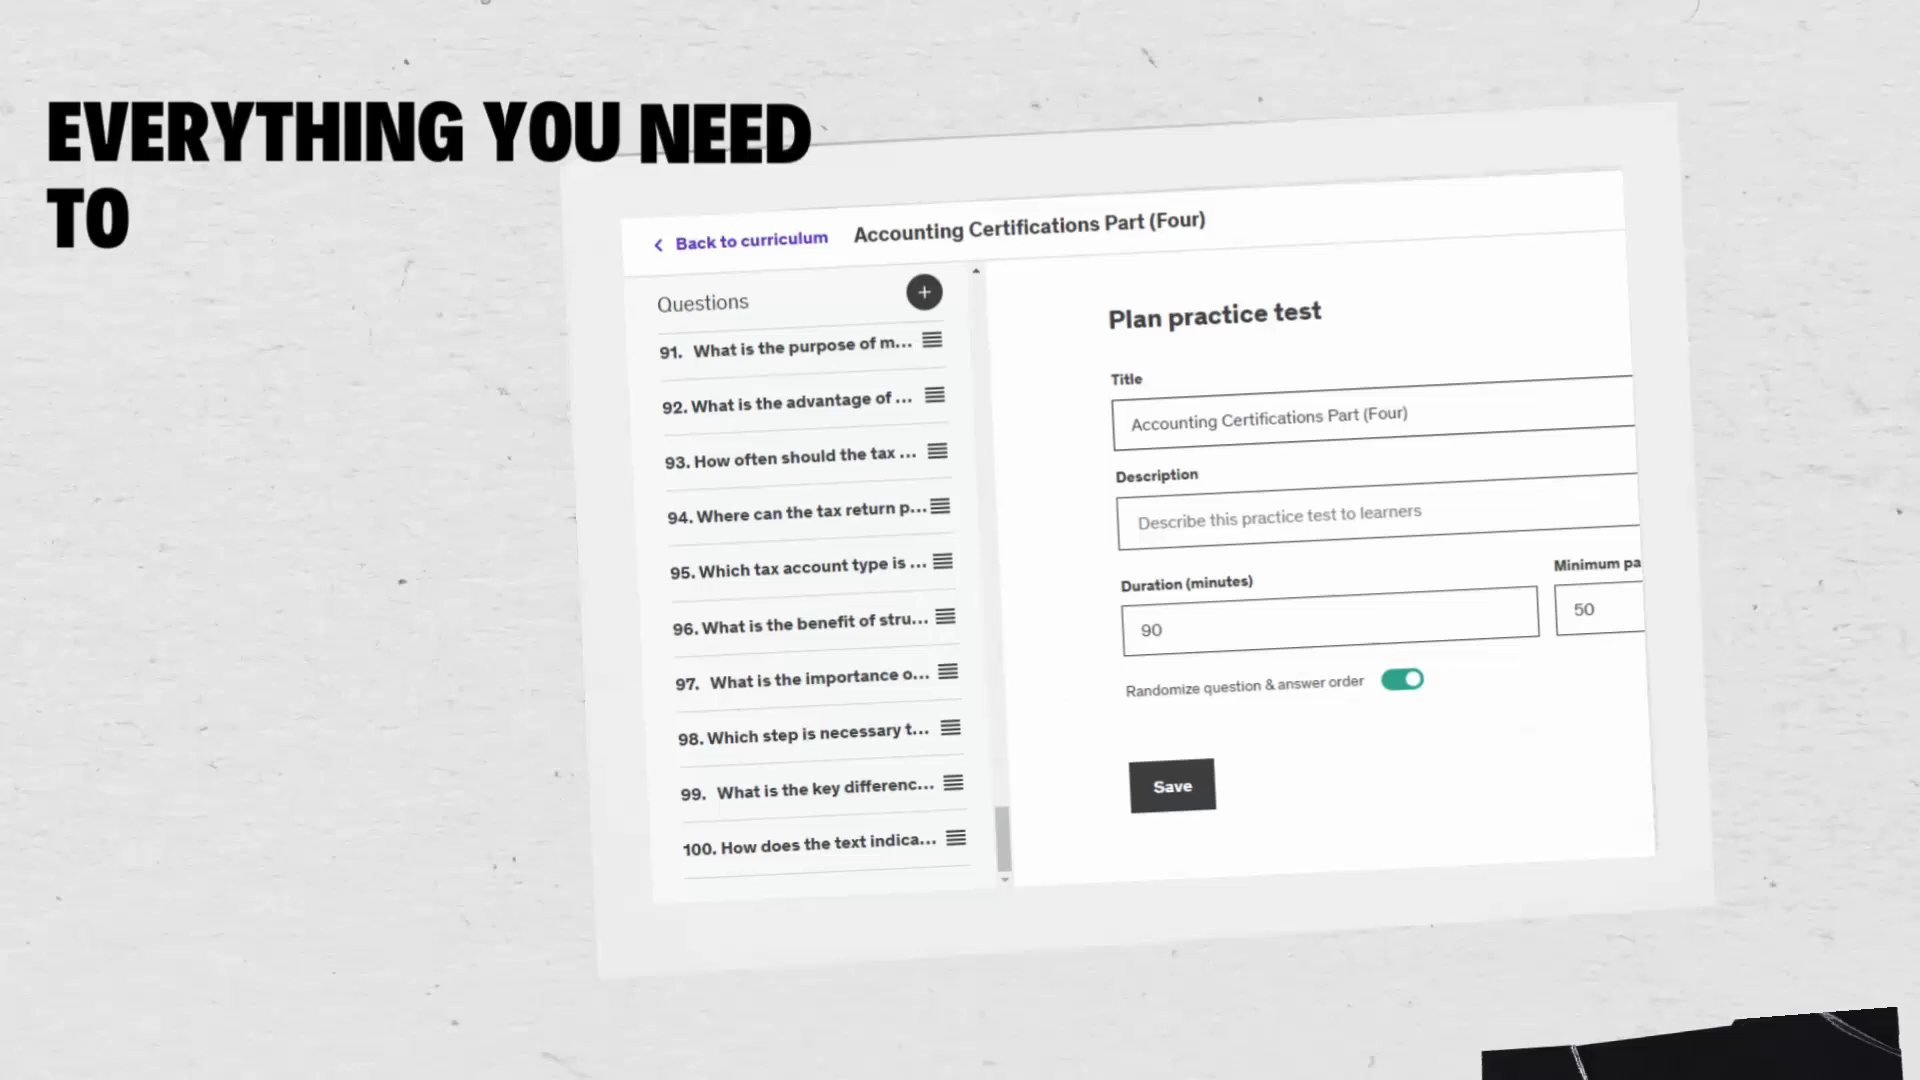 EVERYTHING YOU NEED
TO
Back to curriculum
Accounting Certifications Part (Four)
Questions
91. What is the purpose of m...
92. What is the advantage of ...
93. How often should the tax ...
94. Where can the tax return p...
95. Which tax account type is ...
96. What is the benefit of stru...
97. What is the importance o...
98. Which step is necessary t...
99. What is the key differenc...
100. How does the text indica...
Plan practice test
Title
Accounting Certifications Part (Four)
Description
Describe this practice test to learners
Duration (minutes)
90
Minimum pa
50
Randomize question & answer order
Save